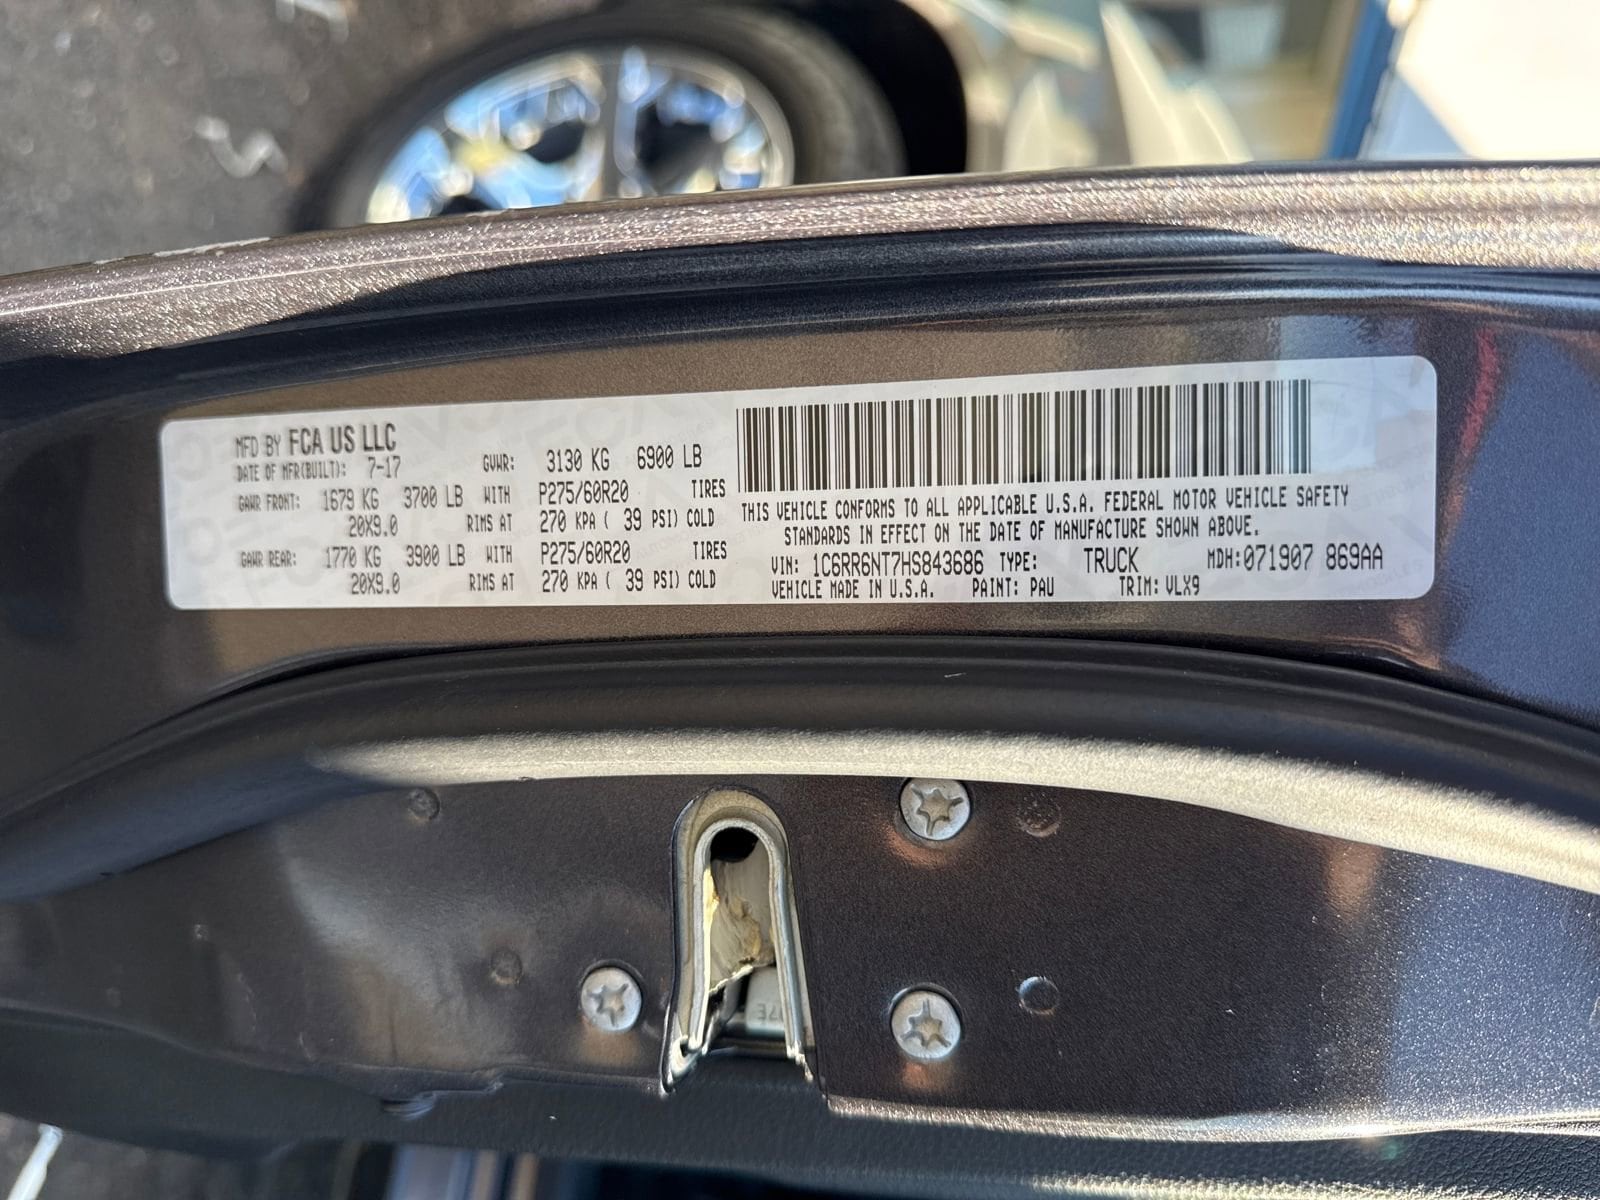 MFD BY FCA US LLC
DATE OF MFR(BUILT): 7-17 GVWR: 3130 KG 6900 LB
GAWR FRONT: 1679 KG 3700 LB WITH P275/60R20 TIRES
20X9.0 RIMS AT 270 KPA ( 39 PSI) COLD
GAWR REAR: 1770 KG 3900 LB WITH P275/60R20 TIRES
20X9.0 RIMS AT 270 KPA ( 39 PSI) COLD
THIS VEHICLE CONFORMS TO ALL APPLICABLE U.S.A. FEDERAL MOTOR VEHICLE SAFETY
STANDARDS IN EFFECT ON THE DATE OF MANUFACTURE SHOWN ABOVE.
VIN: 1C6RR6NT7HS843686 TYPE: TRUCK MDH:071907 869AA
VEHICLE MADE IN U.S.A. PAINT: PAU TRIM: VLX9